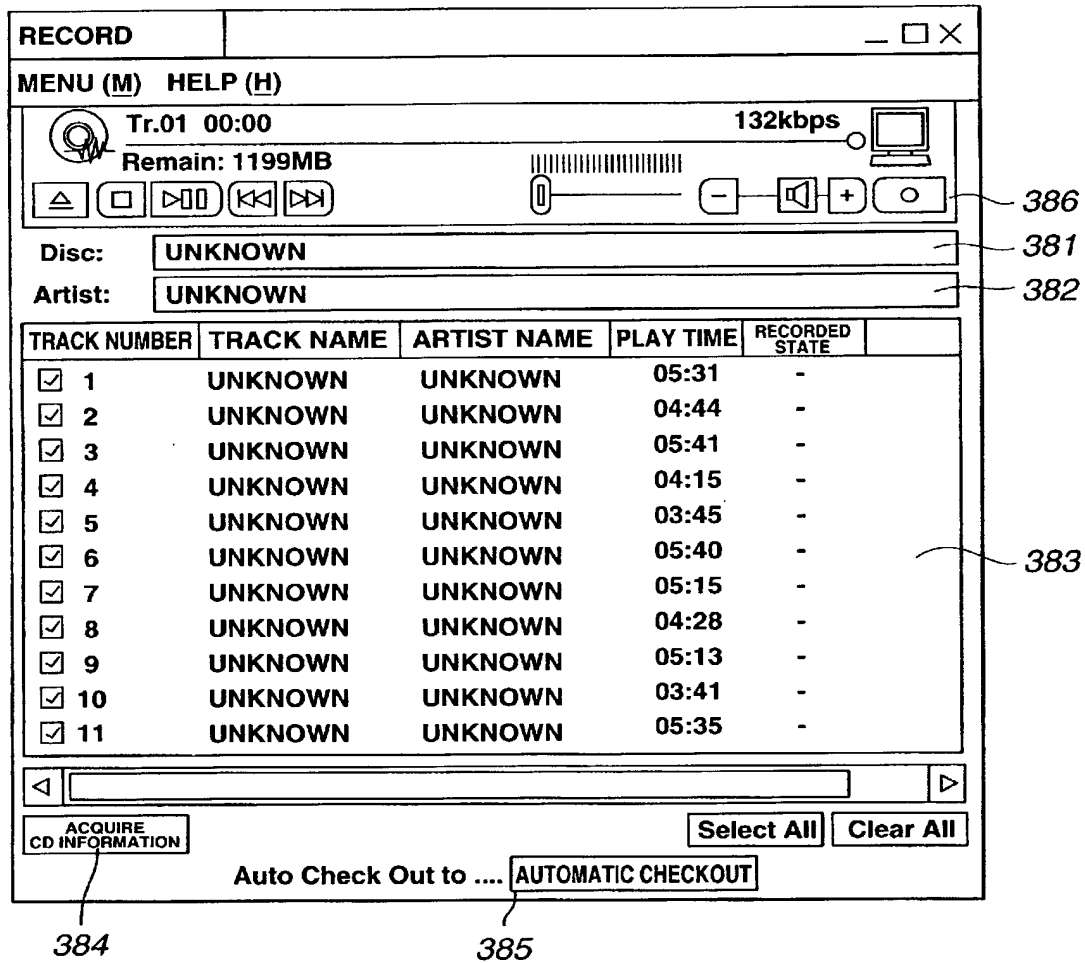 RECORD
MENU (M) HELP (H)
Tr.01 00:00 132kbps
Remain: 1199MB
- +
386
Disc: UNKNOWN 381
Artist: UNKNOWN 382
TRACK NUMBER TRACK NAME ARTIST NAME PLAY TIME RECORDED STATE
1 UNKNOWN UNKNOWN 05:31 -
2 UNKNOWN UNKNOWN 04:44 -
3 UNKNOWN UNKNOWN 05:41 -
4 UNKNOWN UNKNOWN 04:15 -
5 UNKNOWN UNKNOWN 03:45 -
6 UNKNOWN UNKNOWN 05:40 - 383
7 UNKNOWN UNKNOWN 05:15 -
8 UNKNOWN UNKNOWN 04:28 -
9 UNKNOWN UNKNOWN 05:13 -
10 UNKNOWN UNKNOWN 03:41 -
11 UNKNOWN UNKNOWN 05:35 -
ACQUIRE CD INFORMATION Select All Clear All
Auto Check Out to .... AUTOMATIC CHECKOUT
384 385